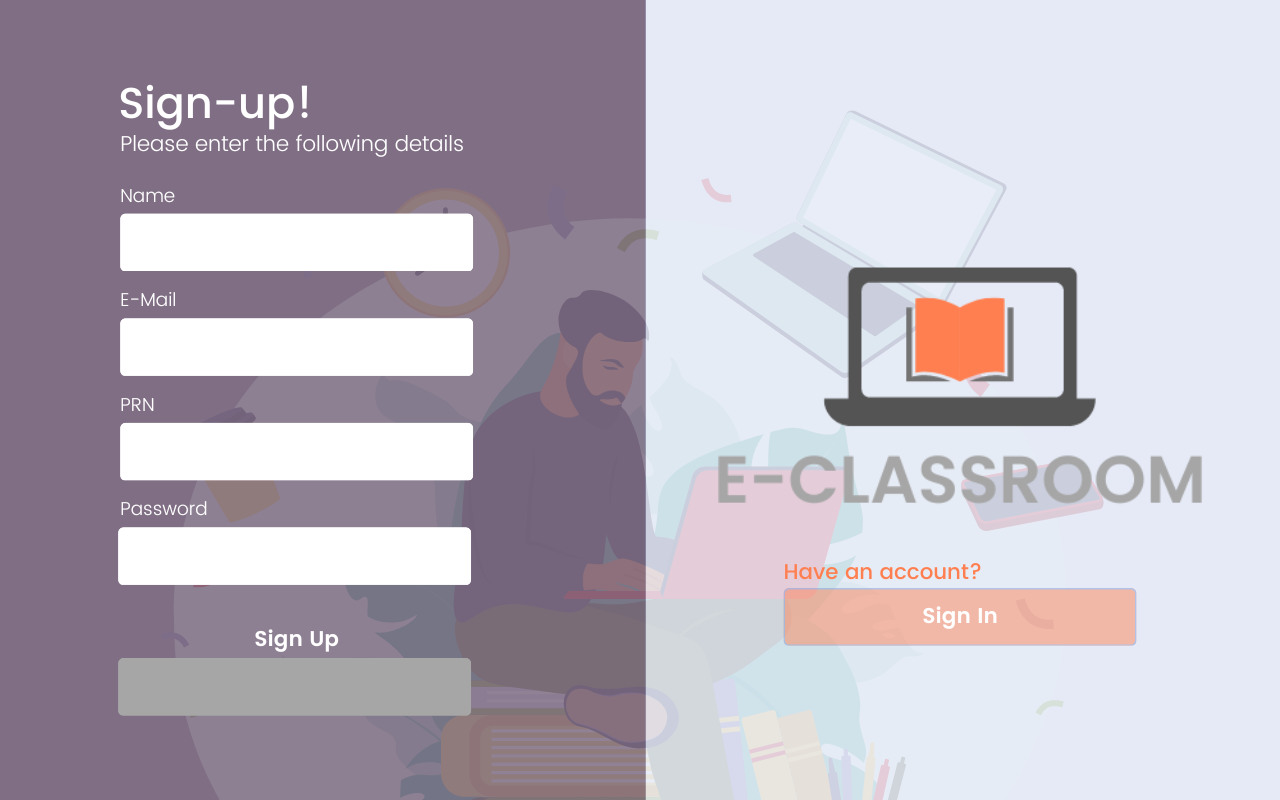 Sign-up!
Please enter the following details
Name
E-Mail
PRN
Password
Sign Up
E-CLASSROOM
Have an account?
Sign In